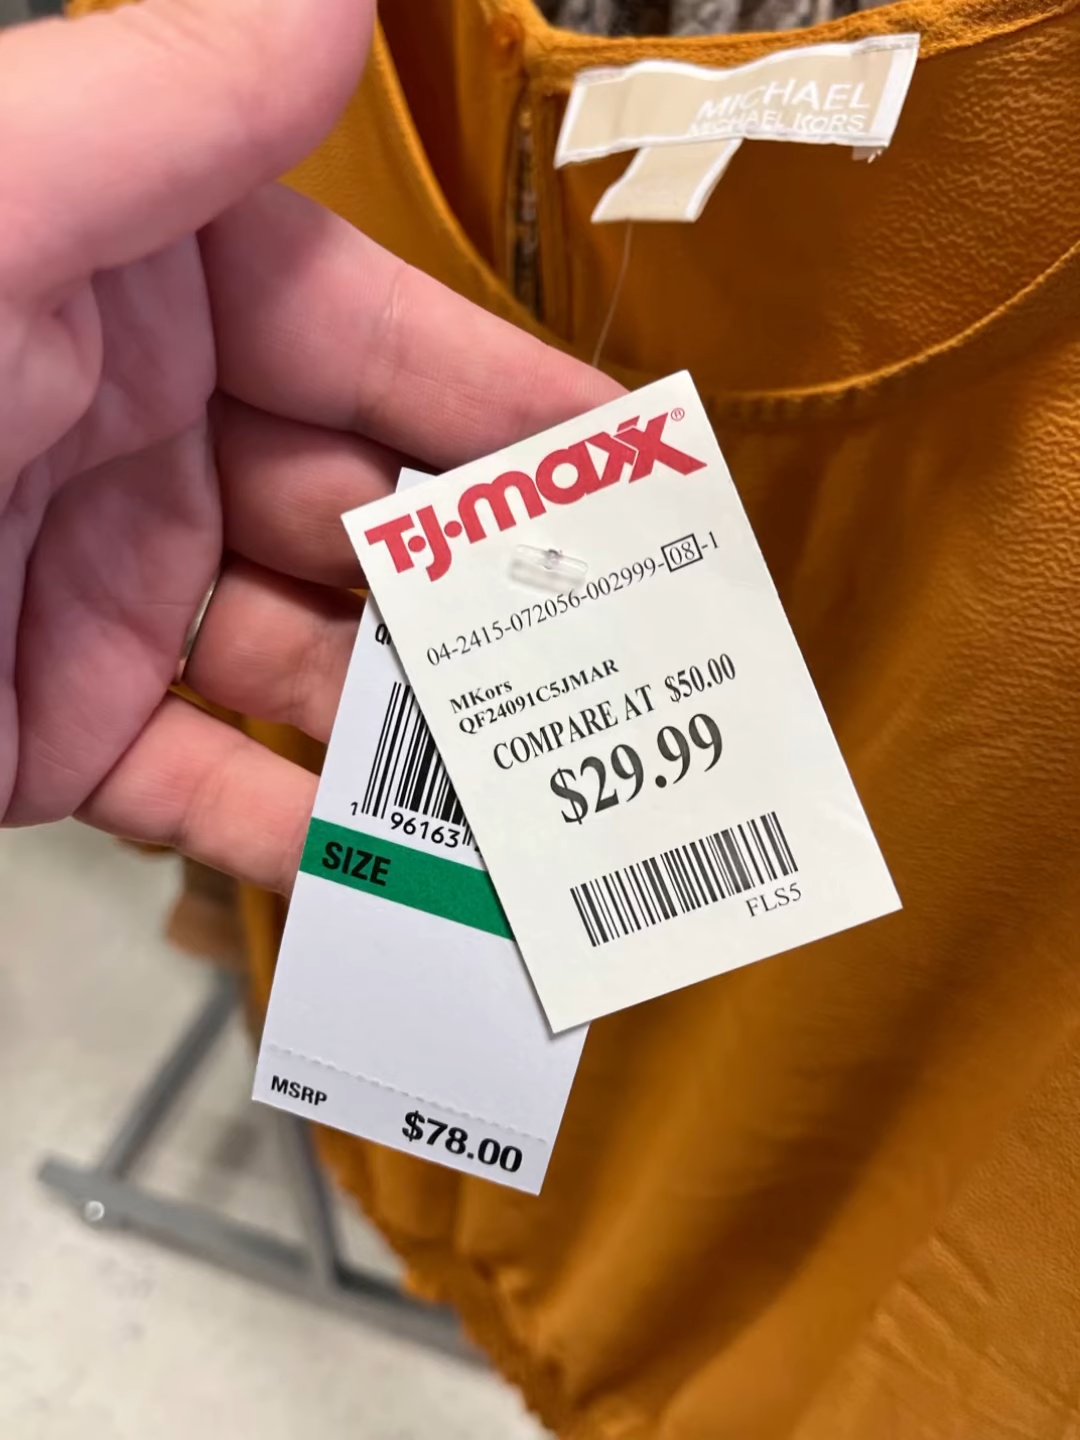 MICHAEL
MICHAEL KORS
T·J·maxx®
04-2415-072056-002999-08-1
MKors
QF24091C5JMAR
COMPARE AT $50.00
$29.99
FLS5
1 96163
SIZE
MSRP $78.00